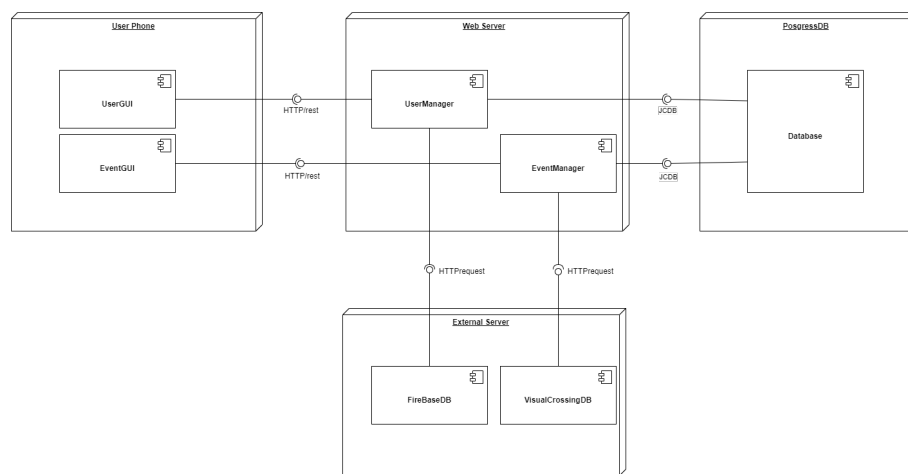 User Phone
Web Server
PosgressDB
UserGUI
HTTP/rest
UserManager
JCDB
Database
EventGUI
HTTP/rest
EventManager
JCDB
HTTPrequest
HTTPrequest
External Server
FireBaseDB
VisualCrossingDB